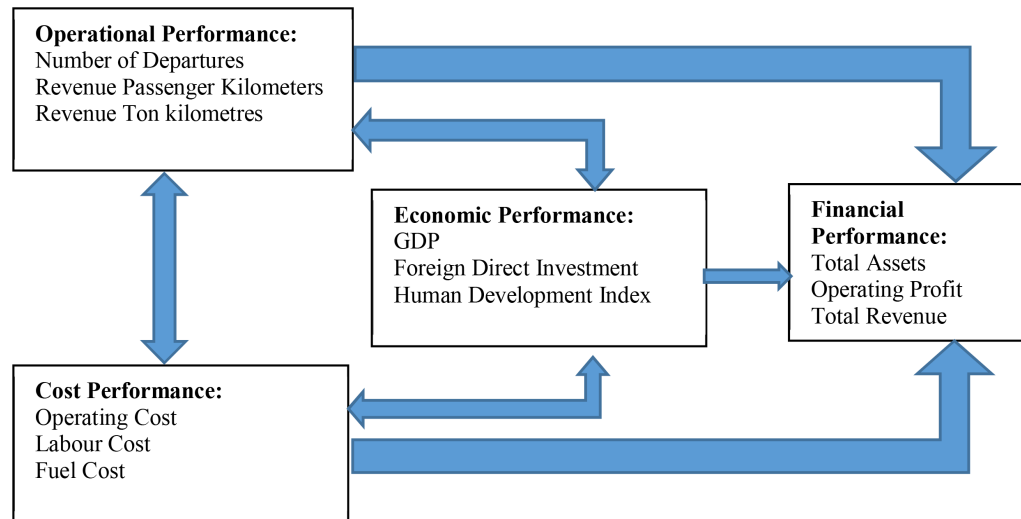 Operational Performance:
Number of Departures
Revenue Passenger Kilometers
Revenue Ton kilometres
Economic Performance:
GDP
Foreign Direct Investment
Human Development Index
Financial
Performance:
Total Assets
Operating Profit
Total Revenue
Cost Performance:
Operating Cost
Labour Cost
Fuel Cost